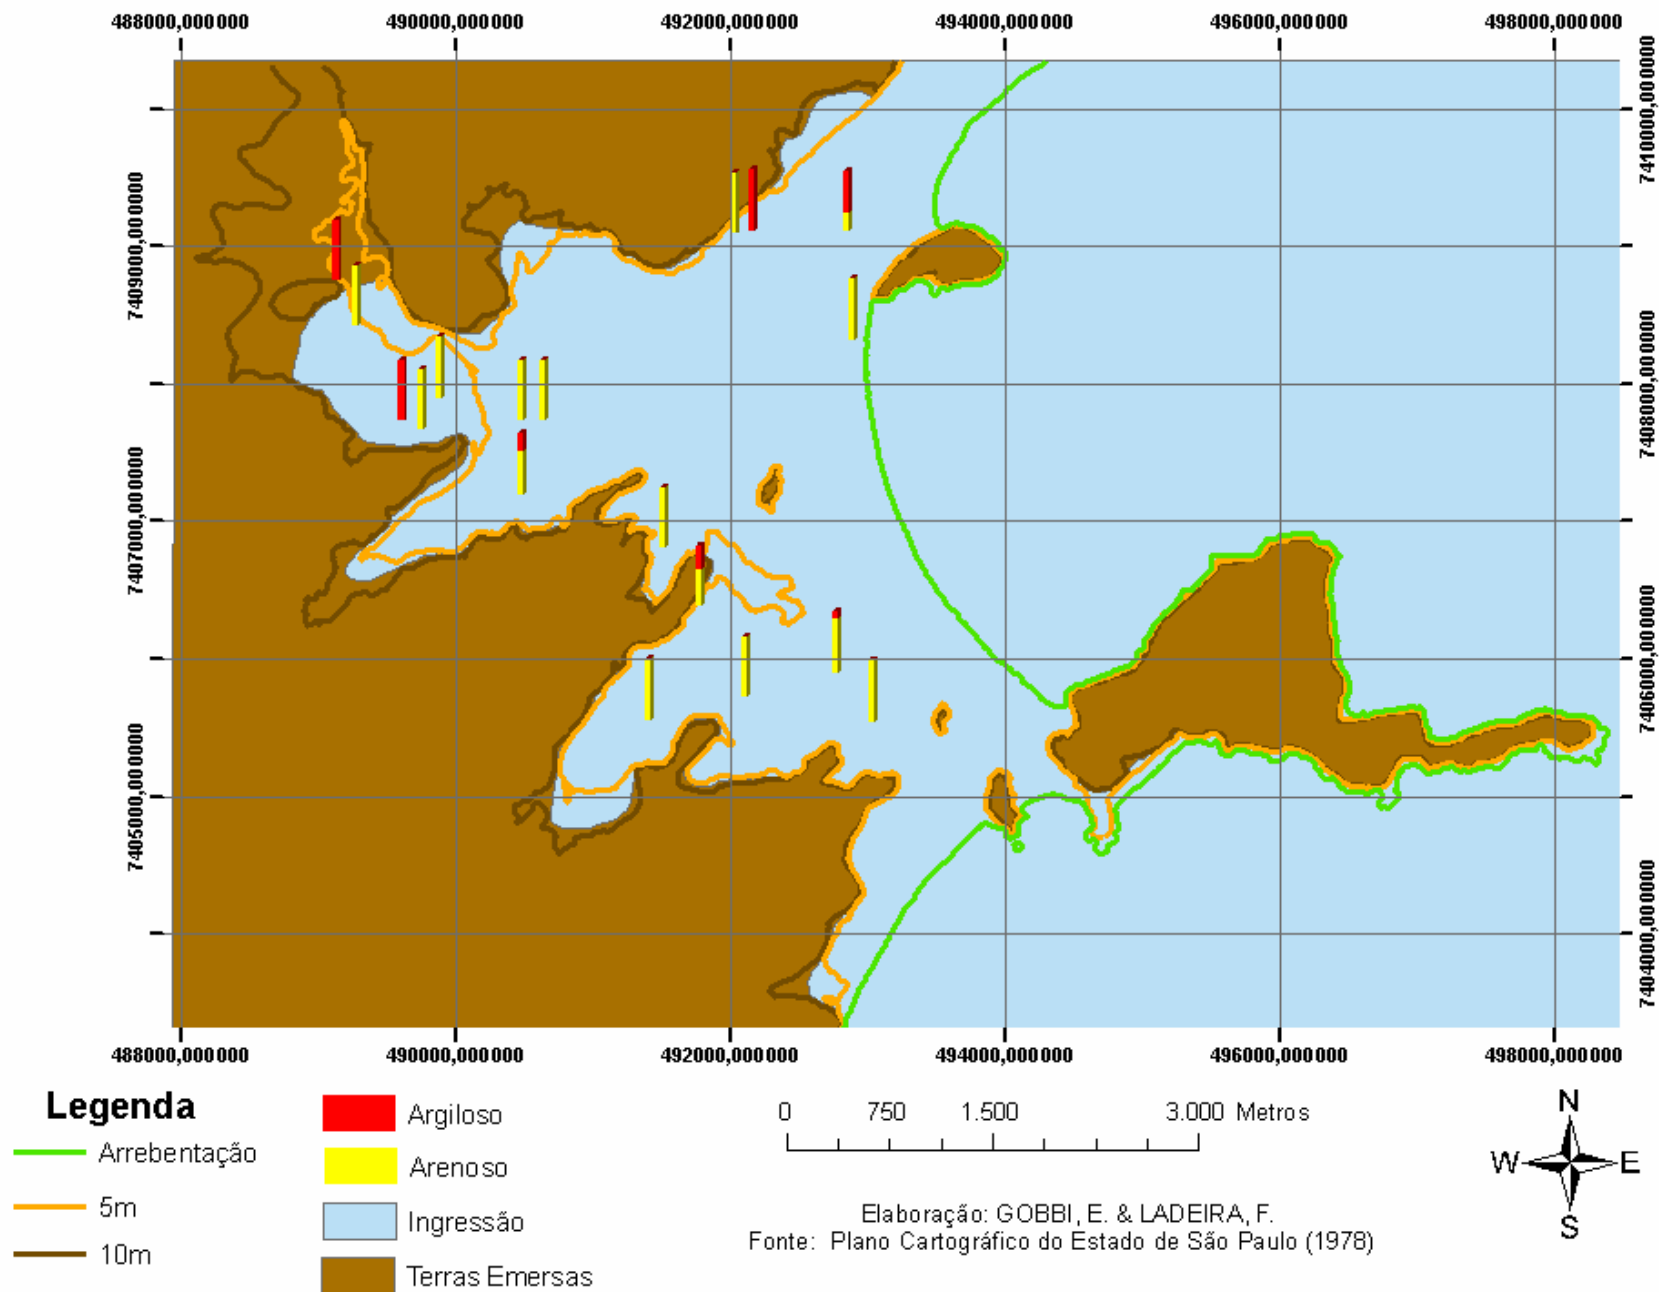 488000,000000 490000,000000 492000,000000 494000,000000 496000,000000 498000,000000
7410000,000000
7409000,000000
7408000,000000
7407000,000000
7406000,000000
7405000,000000
7404000,000000
488000,000000 490000,000000 492000,000000 494000,000000 496000,000000 498000,000000
Legenda
Arrebentação
5m
10m
Argiloso
Arenoso
Ingressão
Terras Emersas
0 750 1.500 3.000 Metros
Elaboração: GOBBI, E. & LADEIRA, F.
Fonte: Plano Cartográfico do Estado de São Paulo (1978)
N
W E
S